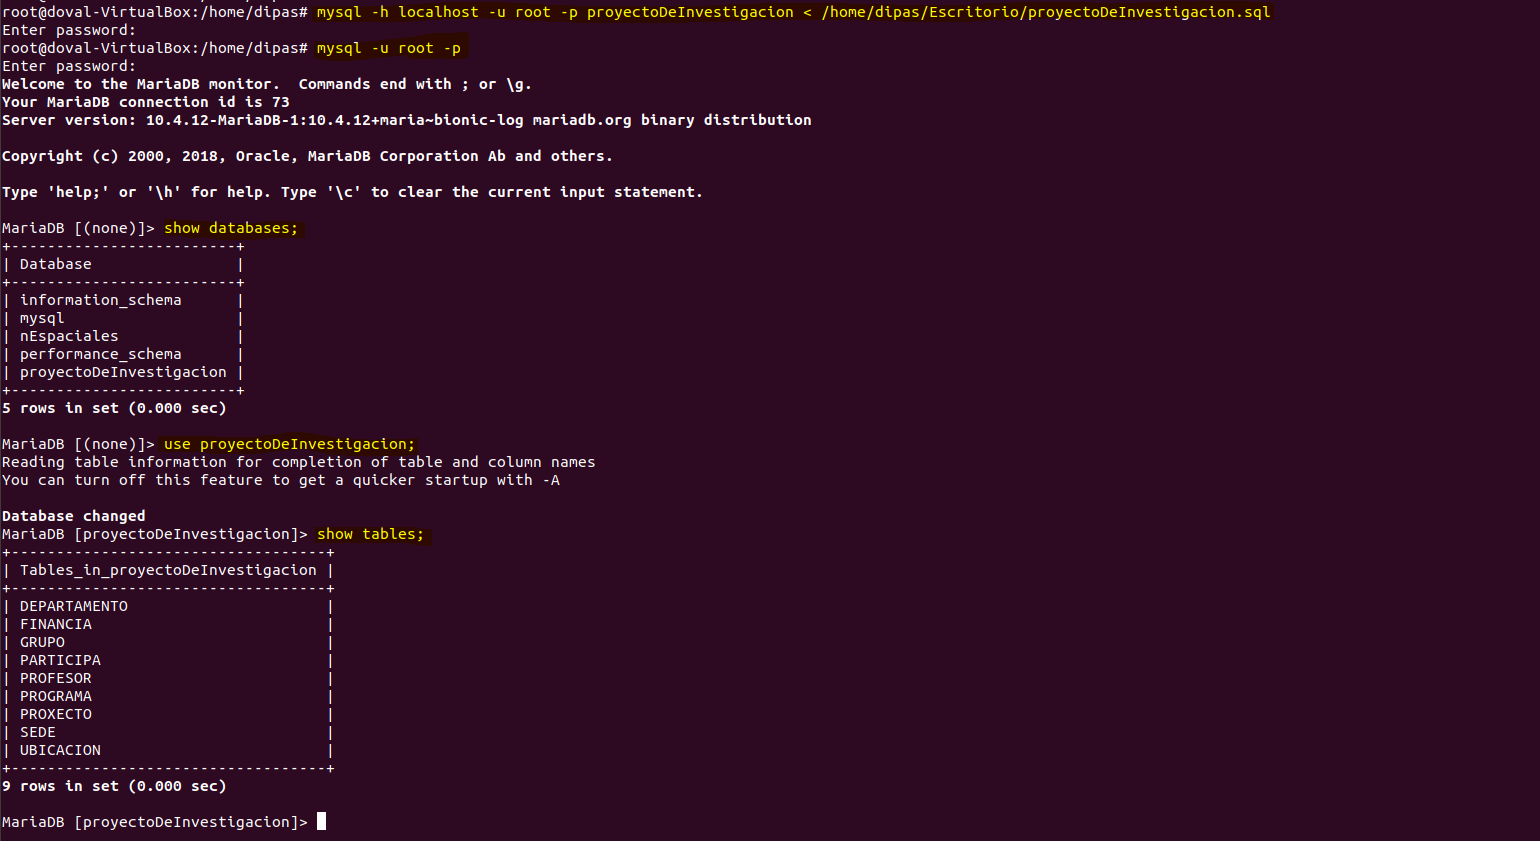 root@doval-VirtualBox:/home/dipas# mysql -h localhost -u root -p proyectoDeInvestigacion < /home/dipas/Escritorio/proyectoDeInvestigacion.sql
Enter password:
root@doval-VirtualBox:/home/dipas# mysql -u root -p
Enter password:
Welcome to the MariaDB monitor.  Commands end with ; or \g.
Your MariaDB connection id is 73
Server version: 10.4.12-MariaDB-1:10.4.12+maria~bionic-log mariadb.org binary distribution

Copyright (c) 2000, 2018, Oracle, MariaDB Corporation Ab and others.

Type 'help;' or '\h' for help. Type '\c' to clear the current input statement.

MariaDB [(none)]> show databases;
+-------------------------+
| Database                |
+-------------------------+
| information_schema      |
| mysql                   |
| nEspaciales             |
| performance_schema      |
| proyectoDeInvestigacion |
+-------------------------+
5 rows in set (0.000 sec)

MariaDB [(none)]> use proyectoDeInvestigacion;
Reading table information for completion of table and column names
You can turn off this feature to get a quicker startup with -A

Database changed
MariaDB [proyectoDeInvestigacion]> show tables;
+-----------------------------------+
| Tables_in_proyectoDeInvestigacion |
+-----------------------------------+
| DEPARTAMENTO                      |
| FINANCIA                          |
| GRUPO                             |
| PARTICIPA                         |
| PROFESOR                          |
| PROGRAMA                          |
| PROXECTO                          |
| SEDE                              |
| UBICACION                         |
+-----------------------------------+
9 rows in set (0.000 sec)

MariaDB [proyectoDeInvestigacion]>